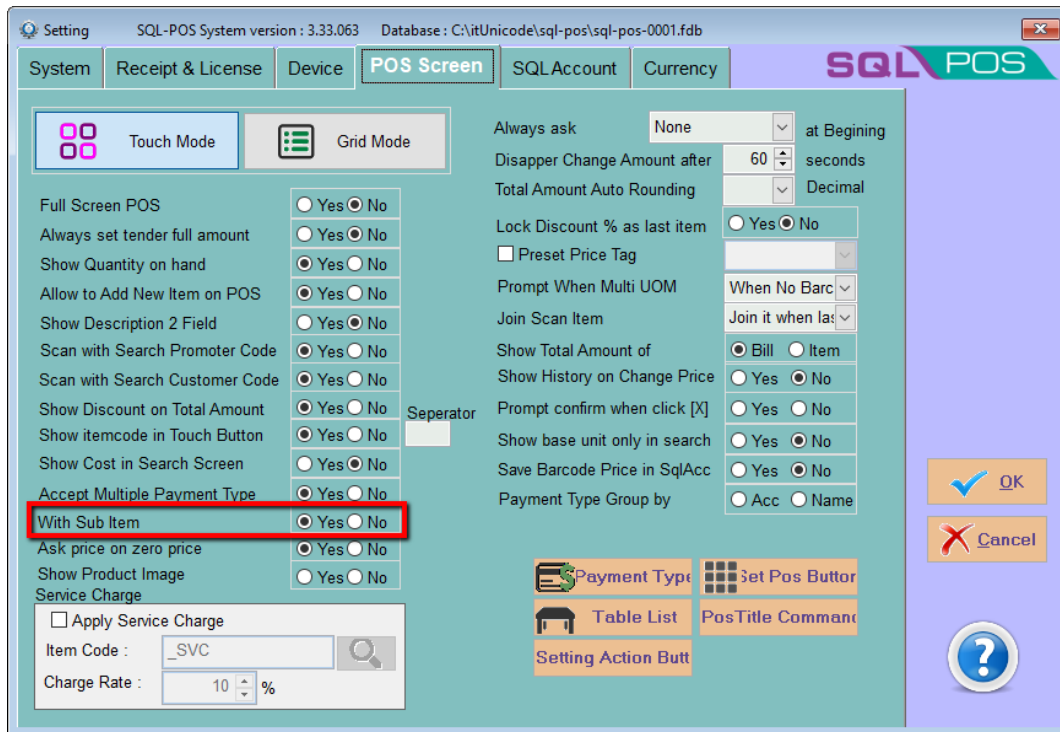 Setting SQL-POS System version : 3.33.063 Database : C:\itUnicode\sql-pos\sql-pos-0001.fdb
System Receipt & License Device POS Screen SQLAccount Currency
SQL POS
Touch Mode Grid Mode
Full Screen POS Yes No
Always set tender full amount Yes No
Show Quantity on hand Yes No
Allow to Add New Item on POS Yes No
Show Description 2 Field Yes No
Scan with Search Promoter Code Yes No
Scan with Search Customer Code Yes No
Show Discount on Total Amount Yes No
Seperator
Show itemcode in Touch Button Yes No
Show Cost in Search Screen Yes No
Accept Multiple Payment Type Yes No
With Sub Item Yes No
Ask price on zero price Yes No
Show Product Image Yes No
Service Charge
Apply Service Charge
Item Code : _SVC
Charge Rate : 10 %
Always ask None at Begining
Disapper Change Amount after 60 seconds
Total Amount Auto Rounding Decimal
Lock Discount % as last item Yes No
Preset Price Tag
Prompt When Multi UOM When No Barc
Join Scan Item Join it when las
Show Total Amount of Bill Item
Show History on Change Price Yes No
Prompt confirm when click [X] Yes No
Show base unit only in search Yes No
Save Barcode Price in SqlAcc Yes No
Payment Type Group by Acc Name
Payment Type Set Pos Buttor
Table List PosTitle Command
Setting Action Butt
OK
Cancel
?